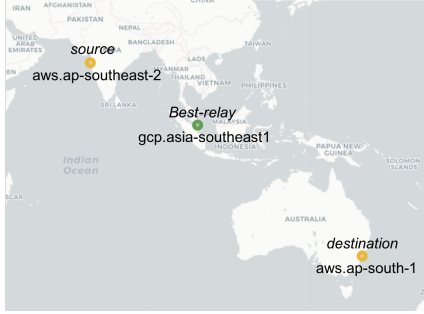 IRAN
AFGHANISTAN
PAKISTAN
NEPAL
UNITED
ARAB
EMIRATES
BANGLADESH
TAIWAN
source
LAOS
MYANMAR
THAILAND
VIETNAM
PHILIPPINES
aws.ap-southeast-2
SRI LANKA
Best-relay
MALAYSIA
gcp.asia-southeast1
INDONESIA
PAPUA NEW
GUINEA
SOLOMON
ISLANDS
Indian
Ocean
SCAR
AUSTRALIA
destination
aws.ap-south-1